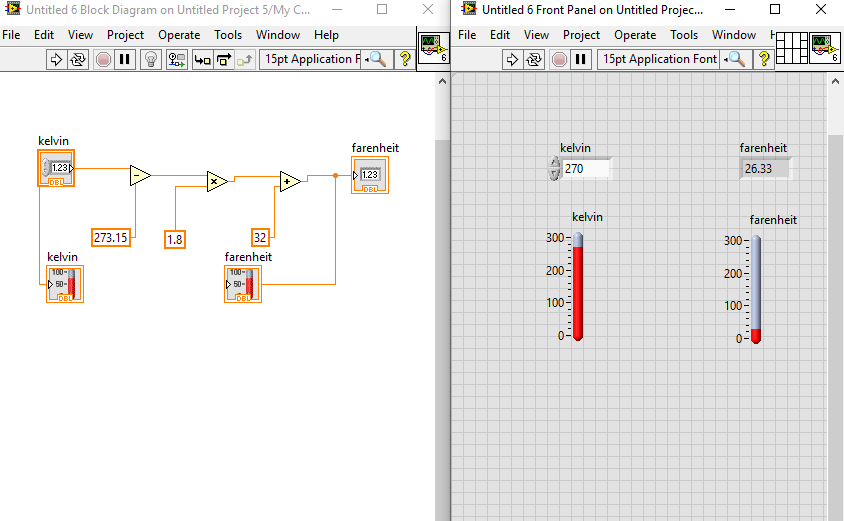 Untitled 6 Block Diagram on Untitled Project 5/My C...
File Edit View Project Operate Tools Window Help
15pt Application F
?
6
kelvin
1.23
DBL
273.15
1.8
32
farenheit
1.23
DBL
kelvin
100
50
DBL
farenheit
100
50
DBL
Untitled 6 Front Panel on Untitled Projec...
File Edit View Project Operate Tools Window
15pt Application Font
?
6
kelvin
270
farenheit
26.33
kelvin
300
200
100
0
farenheit
300
200
100
0